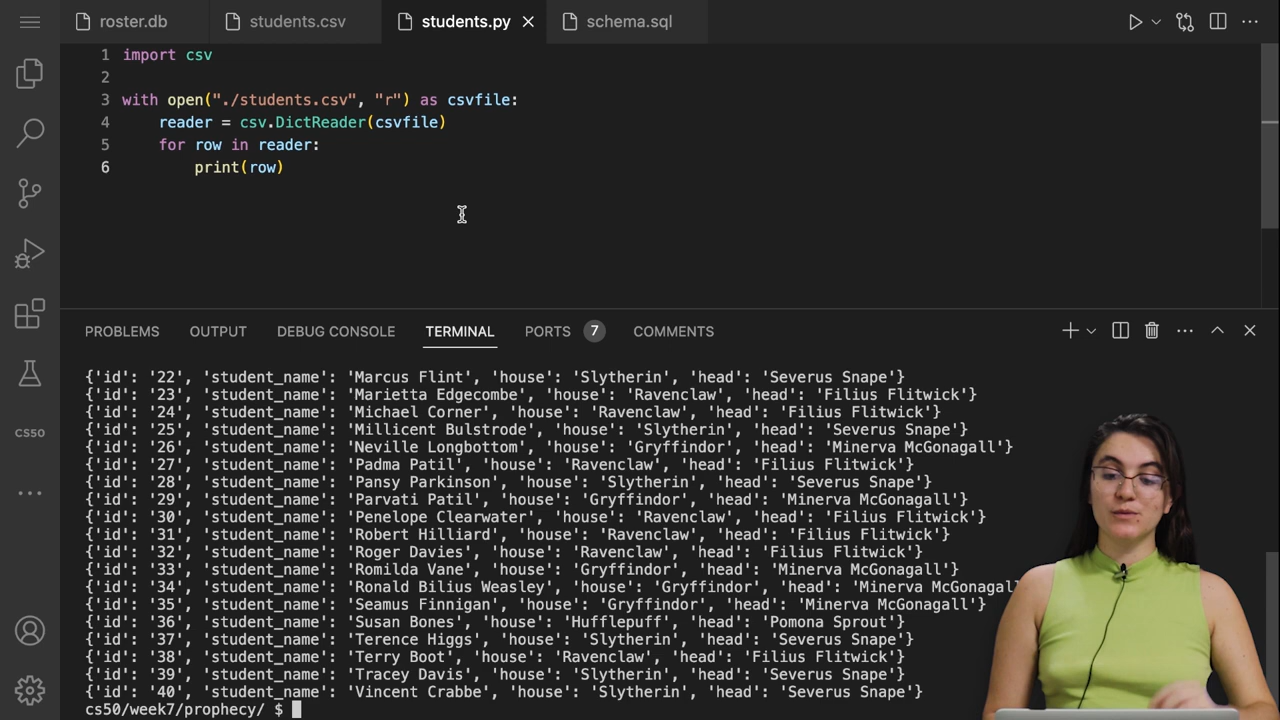 roster.db
students.csv
students.py
schema.sql
1 import csv
2
3 with open("./students.csv", "r") as csvfile:
4 reader = csv.DictReader(csvfile)
5 for row in reader:
6 print(row)
CS50
PROBLEMS OUTPUT DEBUG CONSOLE TERMINAL PORTS 7 COMMENTS
{'id': '22', 'student_name': 'Marcus Flint', 'house': 'Slytherin', 'head': 'Severus Snape'}
{'id': '23', 'student_name': 'Marietta Edgecombe', 'house': 'Ravenclaw', 'head': 'Filius Flitwick'}
{'id': '24', 'student_name': 'Michael Corner', 'house': 'Ravenclaw', 'head': 'Filius Flitwick'}
{'id': '25', 'student_name': 'Millicent Bulstrode', 'house': 'Slytherin', 'head': 'Severus Snape'}
{'id': '26', 'student_name': 'Neville Longbottom', 'house': 'Gryffindor', 'head': 'Minerva McGonagall'}
{'id': '27', 'student_name': 'Padma Patil', 'house': 'Ravenclaw', 'head': 'Filius Flitwick'}
{'id': '28', 'student_name': 'Pansy Parkinson', 'house': 'Slytherin', 'head': 'Severus Snape'}
{'id': '29', 'student_name': 'Parvati Patil', 'house': 'Gryffindor', 'head': 'Minerva McGonagall'}
{'id': '30', 'student_name': 'Penelope Clearwater', 'house': 'Ravenclaw', 'head': 'Filius Flitwick'}
{'id': '31', 'student_name': 'Robert Hilliard', 'house': 'Ravenclaw', 'head': 'Filius Flitwick'}
{'id': '32', 'student_name': 'Roger Davies', 'house': 'Ravenclaw', 'head': 'Filius Flitwick'}
{'id': '33', 'student_name': 'Romilda Vane', 'house': 'Gryffindor', 'head': 'Minerva McGonagall'}
{'id': '34', 'student_name': 'Ronald Bilius Weasley', 'house': 'Gryffindor', 'head': 'Minerva McGonagall
{'id': '35', 'student_name': 'Seamus Finnigan', 'house': 'Gryffindor', 'head': 'Minerva McGonagall'}
{'id': '36', 'student_name': 'Susan Bones', 'house': 'Hufflepuff', 'head': 'Pomona Sprout'}
{'id': '37', 'student_name': 'Terence Higgs', 'house': 'Slytherin', 'head': 'Severus Snape'}
{'id': '38', 'student_name': 'Terry Boot', 'house': 'Ravenclaw', 'head': 'Filius Flitwick'}
{'id': '39', 'student_name': 'Tracey Davis', 'house': 'Slytherin', 'head': 'Severus Snape'}
{'id': '40', 'student_name': 'Vincent Crabbe', 'house': 'Slytherin', 'head': 'Severus Snape'}
cs50/week7/prophecy/ $